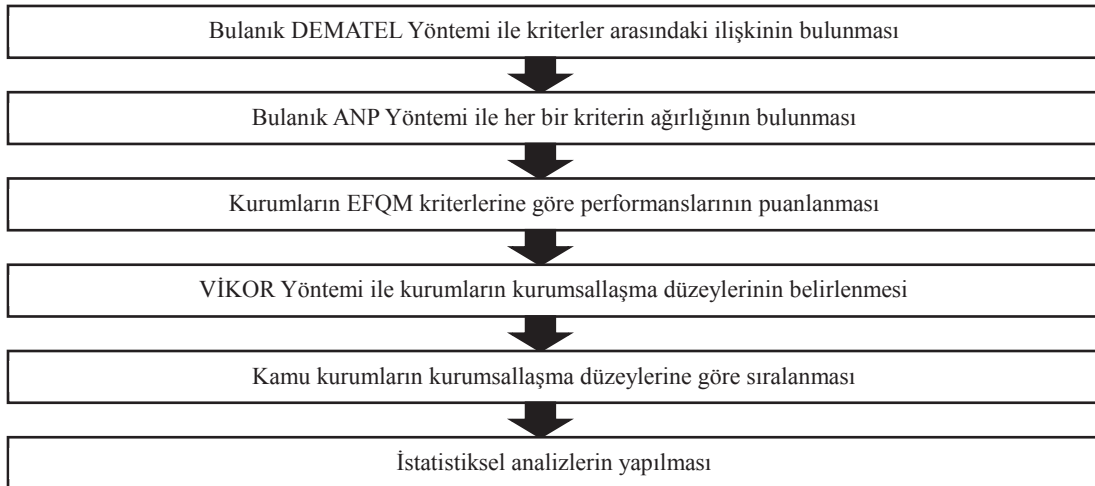 Bulanık DEMATEL Yöntemi ile kriterler arasındaki ilişkinin bulunması
Bulanık ANP Yöntemi ile her bir kriterin ağırlığının bulunması
Kurumların EFQM kriterlerine göre performanslarının puanlanması
VİKOR Yöntemi ile kurumların kurumsallaşma düzeylerinin belirlenmesi
Kamu kurumların kurumsallaşma düzeylerine göre sıralanması
İstatistiksel analizlerin yapılması